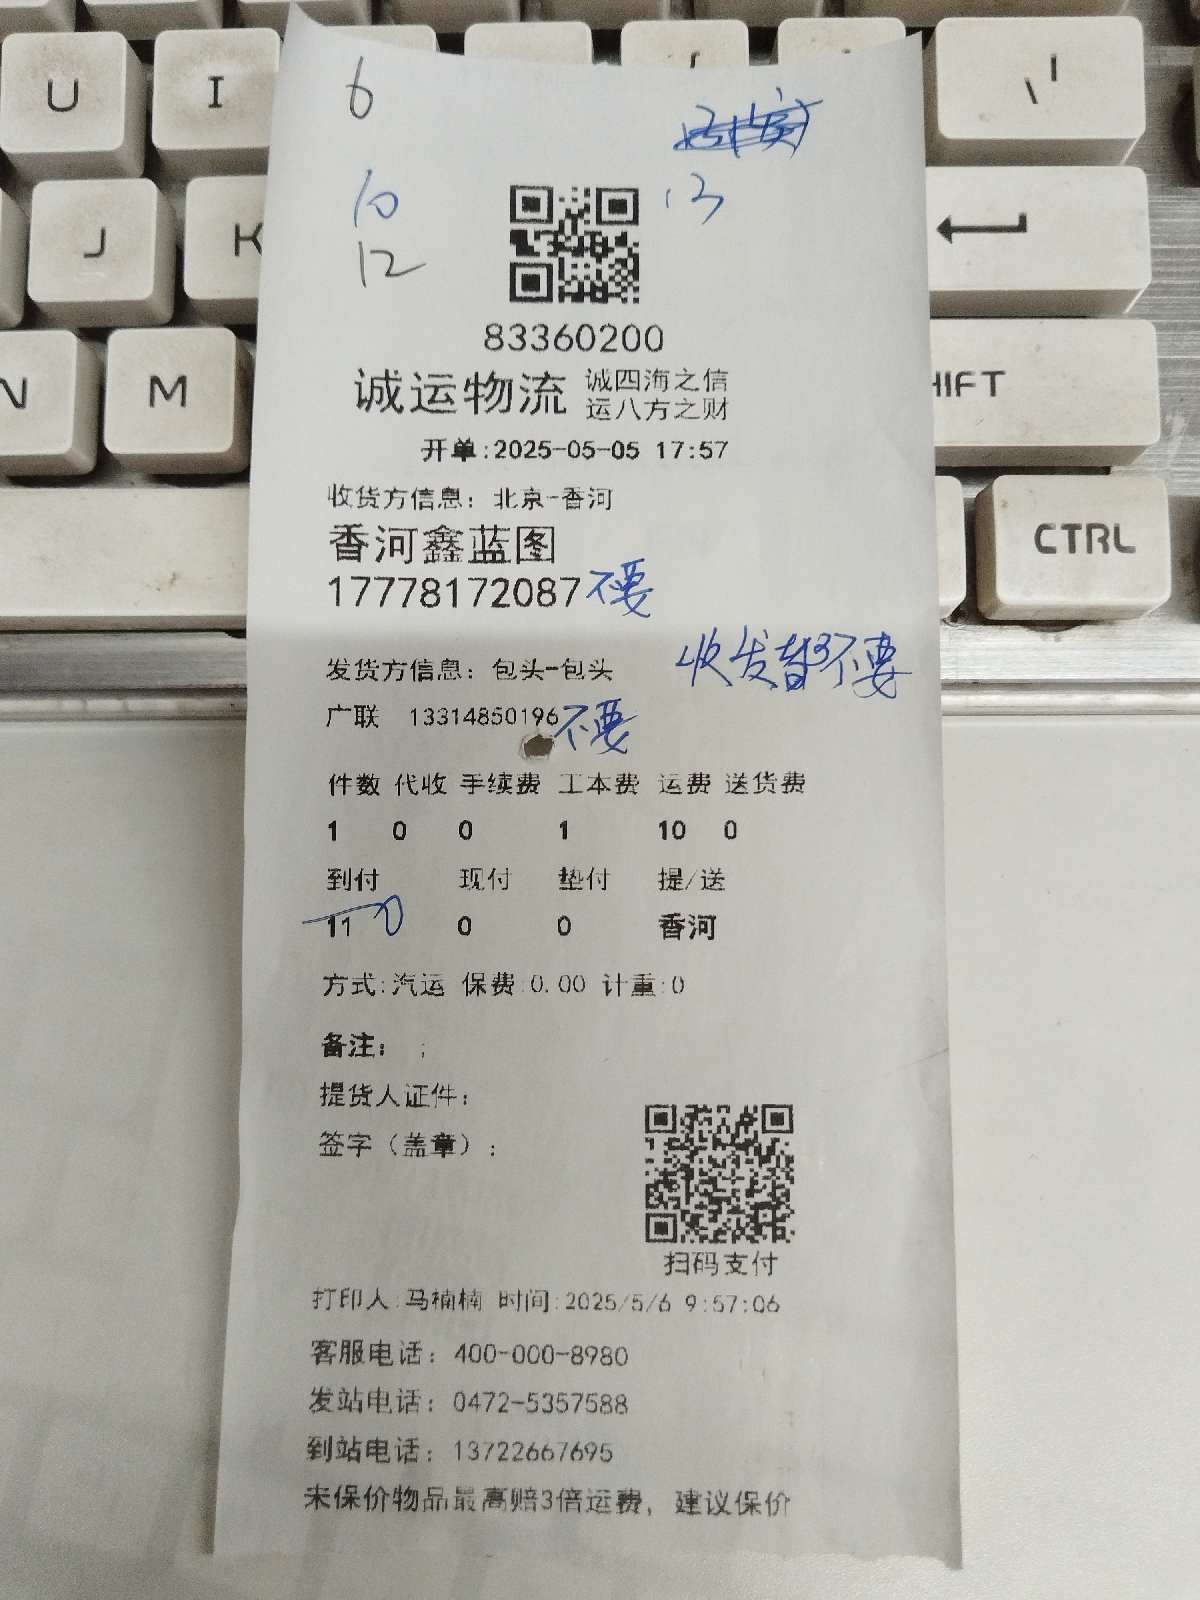 U I
6
10
13
12
J K
83360200
诚运物流 诚四海之信
运八方之财
N M
SHIFT
开单:2025-05-05 17:57
收货方信息: 北京-香河
香河鑫蓝图
17778172087不要
CTRL
收发皆不要
发货方信息: 包头-包头
广联 13314850196不要
件数 代收 手续费 工本费 运费 送货费
1 0 0 1 10 0
到付 现付 垫付 提/送
11 0 0 0 香河
方式:汽运 保费:0.00 计重:0
备注: ;
提货人证件:
签字(盖章):
扫码支付
打印人:马楠楠 时间:2025/5/6 9:57:06
客服电话: 400-000-8980
发站电话: 0472-5357588
到站电话: 13722667695
未保价物品最高赔3倍运费, 建议保价